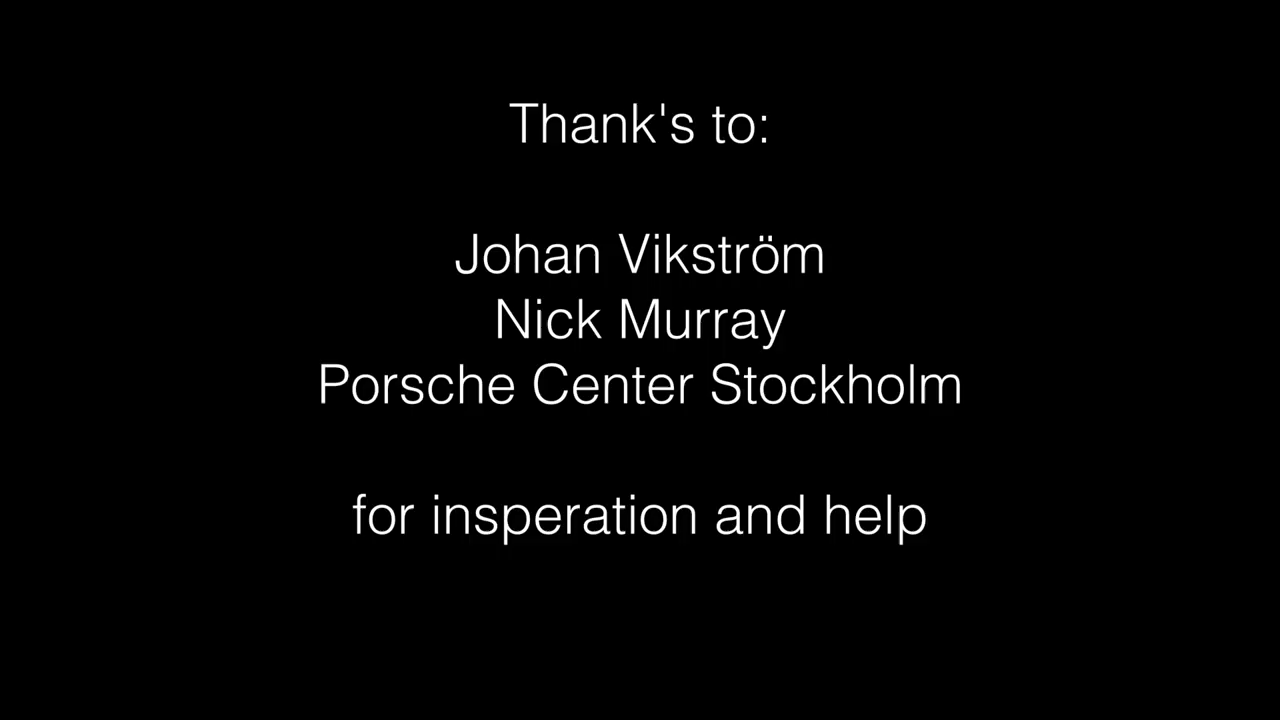 Thank's to:
Johan Vikström
Nick Murray
Porsche Center Stockholm
for insperation and help